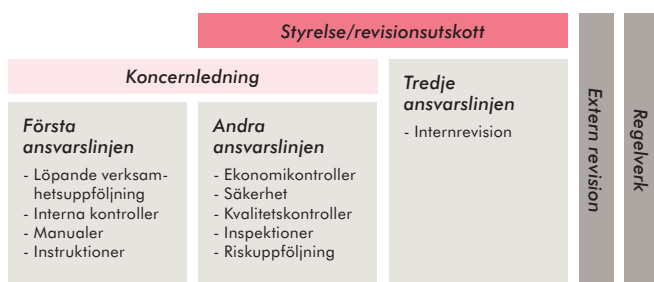 Styrelse/revisionsutskott
Koncernledning
Första
ansvarslinjen
- Löpande verksam-
hetsuppföljning
- Interna kontroller
- Manualer
- Instruktioner
Andra
ansvarslinjen
- Ekonomikontroller
- Säkerhet
- Kvalitetskontroller
- Inspektioner
- Riskuppföljning
Tredje
ansvarslinjen
- Internrevision
Extern revision
Regelverk